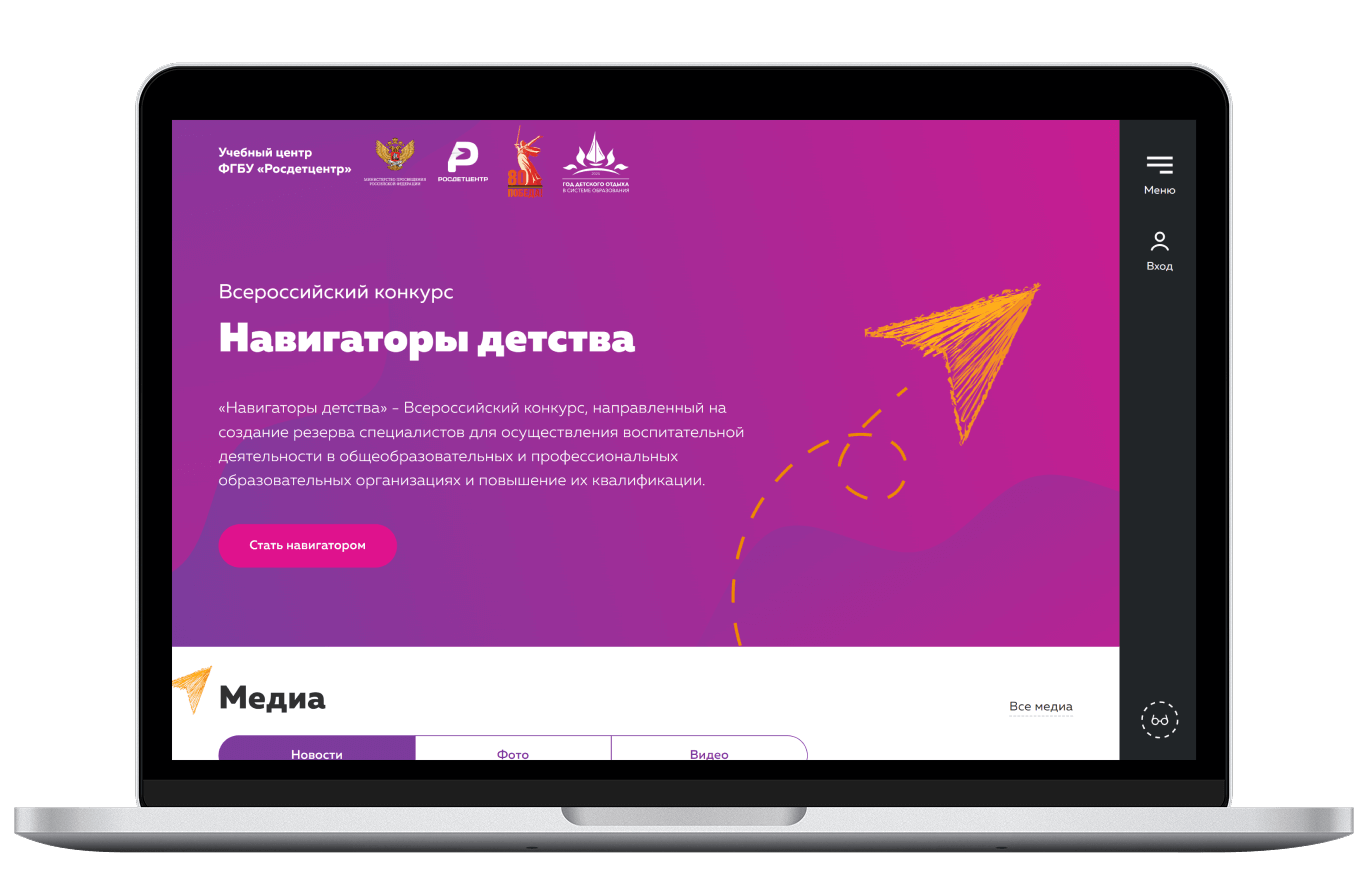 Учебный центр
ФГБУ «Росдетцентр»
МИНИСТЕРСТВО ПРОСВЕЩЕНИЯ
РОССИЙСКОЙ ФЕДЕРАЦИИ
РОСДЕТЦЕНТР
80
ПОБЕДА!
ГОД ДЕТСКОГО ОТДЫХА
В СИСТЕМЕ ОБРАЗОВАНИЯ
Меню
Вход
Всероссийский конкурс
Навигаторы детства
«Навигаторы детства» - Всероссийский конкурс, направленный на
создание резерва специалистов для осуществления воспитательной
деятельности в общеобразовательных и профессиональных
образовательных организациях и повышение их квалификации.
Стать навигатором
Медиа
Все медиа
Новости
Фото
Видео